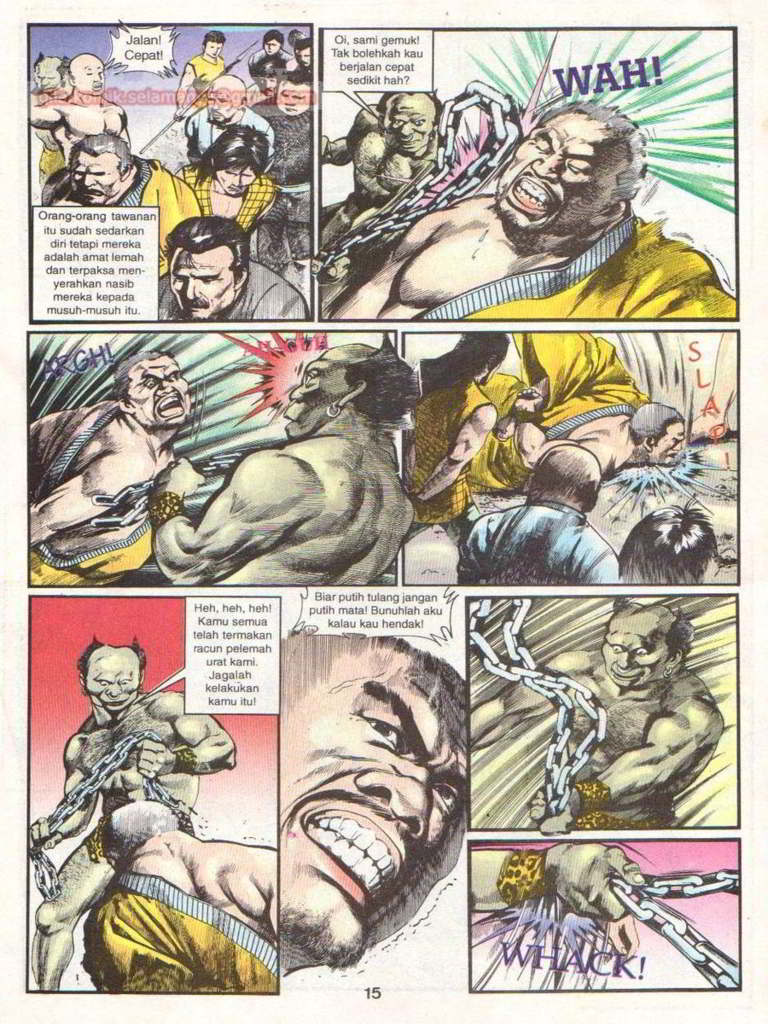 Jalan!
Cepat!
Orang-orang tawanan
itu sudah sedarkan
diri tetapi mereka
adalah amat lemah
dan terpaksa men-
yerahkan nasib
mereka kepada
musuh-musuh itu.
Oi, sami gemuk!
Tak bolehkah kau
berjalan cepat
sedikit hah?
WAH!
ARGH!
SLAP!
Heh, heh, heh!
Kamu semua
telah termakan
racun pelemah
urat kami.
Jagalah
kelakukan
kamu itu!
Biar putih tulang jangan
putih mata! Bunuhlah aku
kalau kau hendak!
WHACK!
15